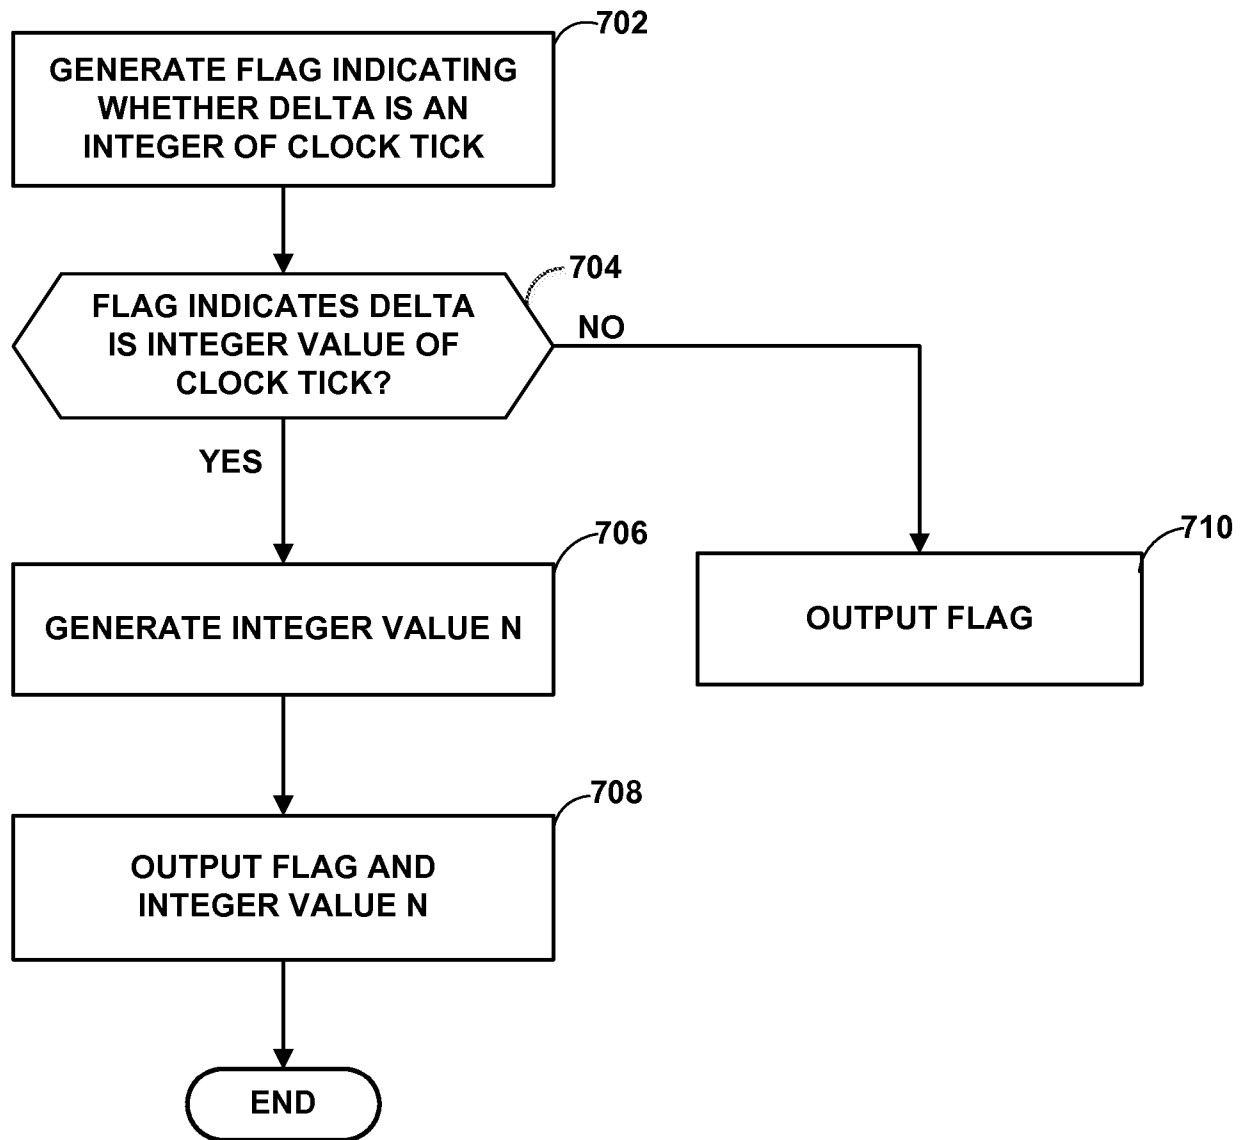 702
GENERATE FLAG INDICATING
WHETHER DELTA IS AN
INTEGER OF CLOCK TICK
704
FLAG INDICATES DELTA
IS INTEGER VALUE OF
CLOCK TICK?
NO
YES
706
GENERATE INTEGER VALUE N
710
OUTPUT FLAG
708
OUTPUT FLAG AND
INTEGER VALUE N
END